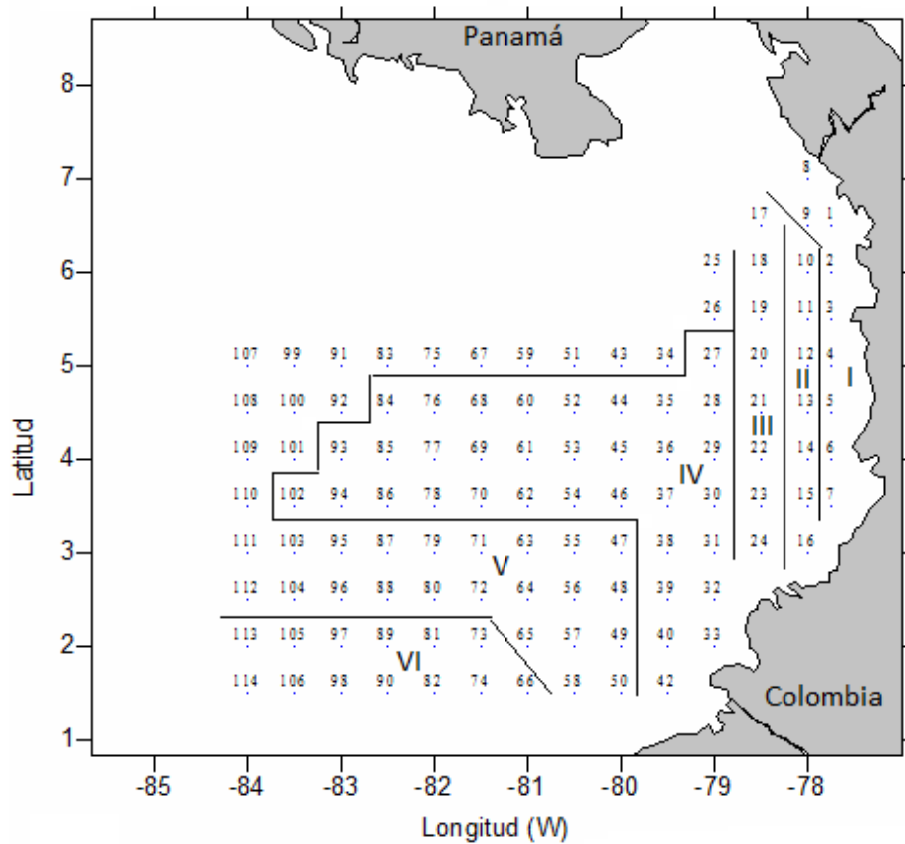 Panamá
8
8
7
17 9 1
25 18 10 2
6
26 19 11 3
107 99 91 83 75 67 59 51 43 34 27 20 12 4
5
I
II
108 100 92 84 76 68 60 52 44 35 28 21 13 5
III
109 101 93 85 77 69 61 53 45 36 29 22 14 6
4
IV
110 102 94 86 78 70 62 54 46 37 30 23 15 7
111 103 95 87 79 71 63 55 47 38 31 24 16
3
V
112 104 96 88 80 72 64 56 48 39 32
113 105 97 89 81 73 65 57 49 40 33
2
VI
114 106 98 90 82 74 66 58 50 42
Colombia
1
Latitud
-85 -84 -83 -82 -81 -80 -79 -78
Longitud (W)